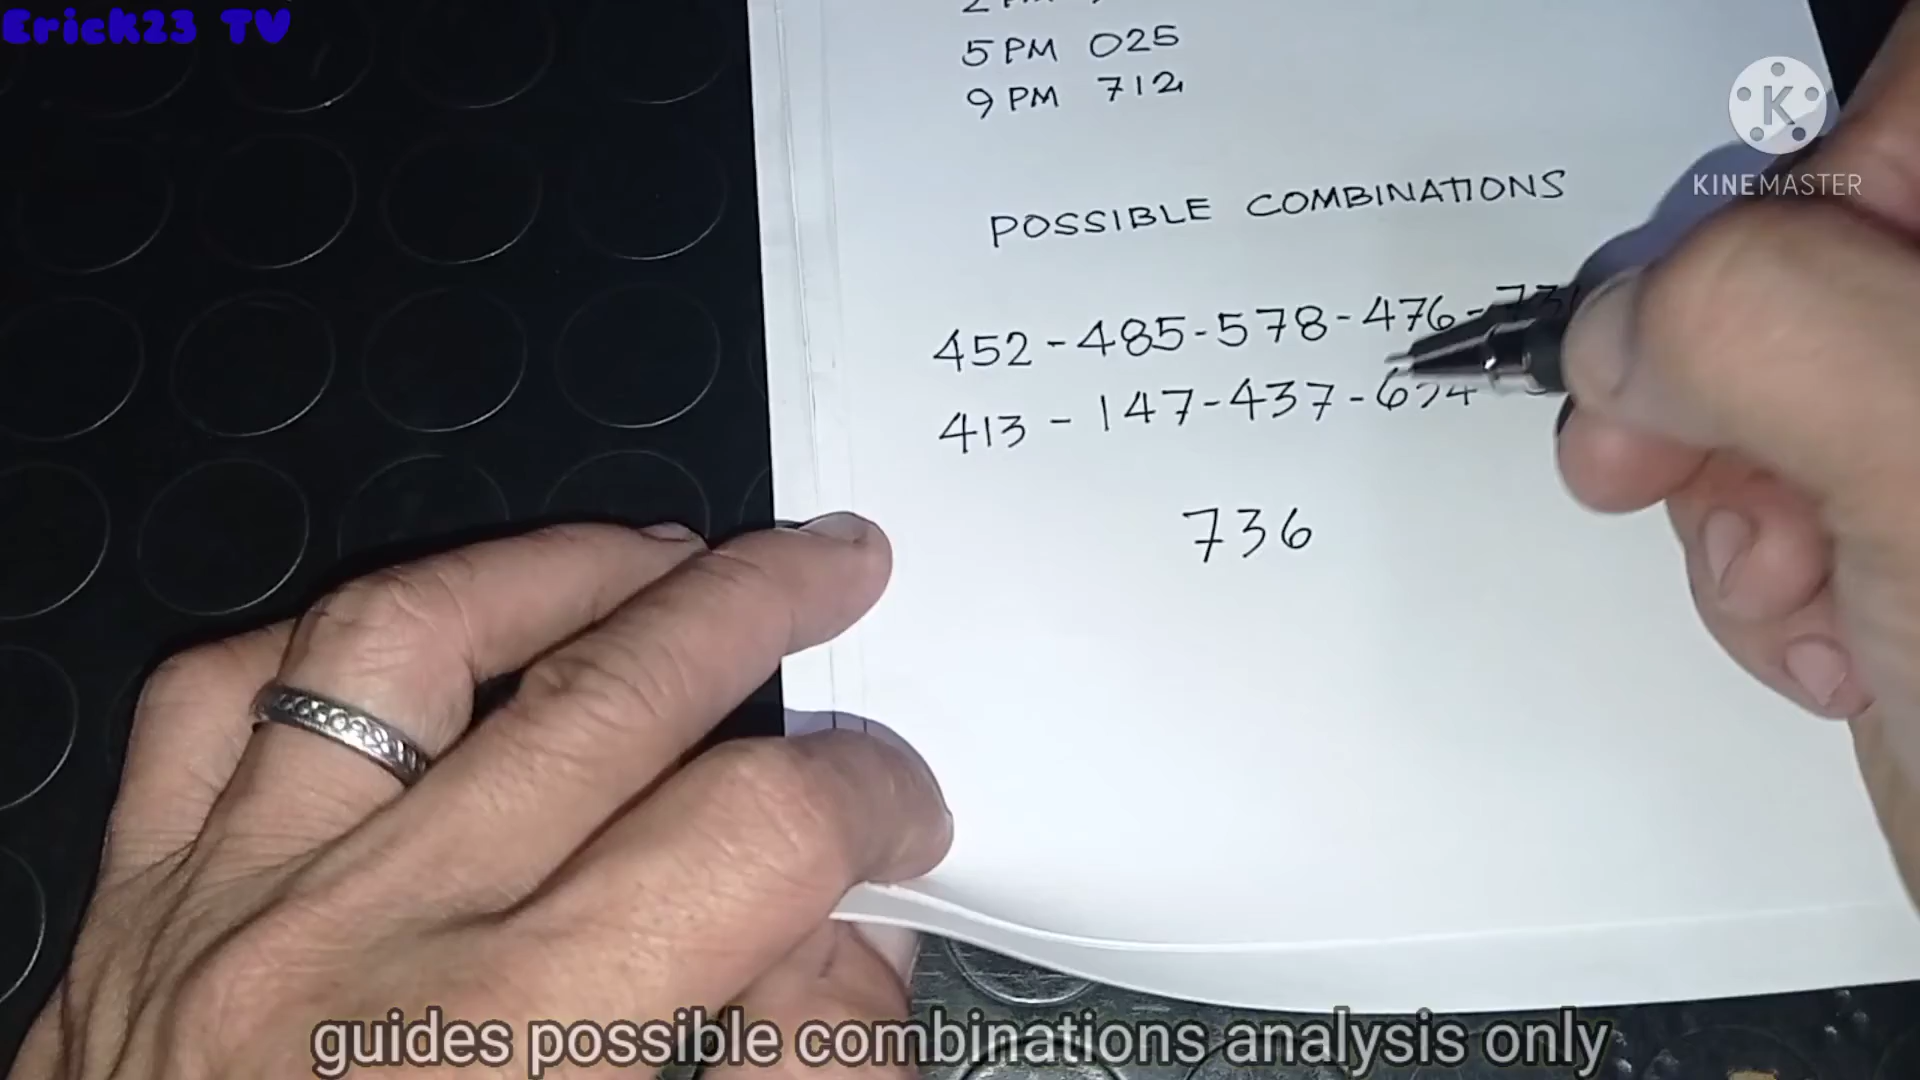 Erick23 TV
5 PM 025
9 PM 712
KINEMASTER
POSSIBLE COMBINATIONS
452 - 485 - 578 - 476 -
413 - 147 - 437 -
736
guides possible combinations analysis only